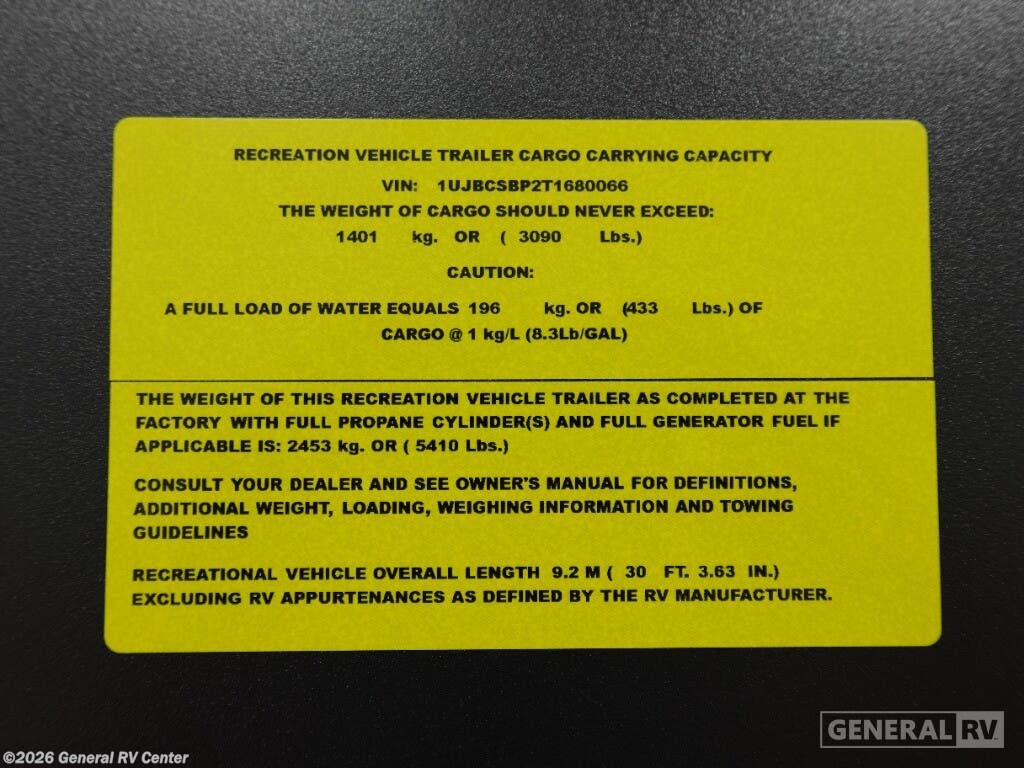 RECREATION VEHICLE TRAILER CARGO CARRYING CAPACITY
VIN: 1UJBCSBP2T1680066
THE WEIGHT OF CARGO SHOULD NEVER EXCEED:
1401 kg. OR ( 3090 Lbs.)
CAUTION:
A FULL LOAD OF WATER EQUALS 196 kg. OR (433 Lbs.) OF
CARGO @ 1 kg/L (8.3Lb/GAL)
THE WEIGHT OF THIS RECREATION VEHICLE TRAILER AS COMPLETED AT THE
FACTORY WITH FULL PROPANE CYLINDER(S) AND FULL GENERATOR FUEL IF
APPLICABLE IS: 2453 kg. OR ( 5410 Lbs.)
CONSULT YOUR DEALER AND SEE OWNER'S MANUAL FOR DEFINITIONS,
ADDITIONAL WEIGHT, LOADING, WEIGHING INFORMATION AND TOWING
GUIDELINES
RECREATIONAL VEHICLE OVERALL LENGTH 9.2 M ( 30 FT. 3.63 IN.)
EXCLUDING RV APPURTENANCES AS DEFINED BY THE RV MANUFACTURER.
GENERAL RV
©2026 General RV Center